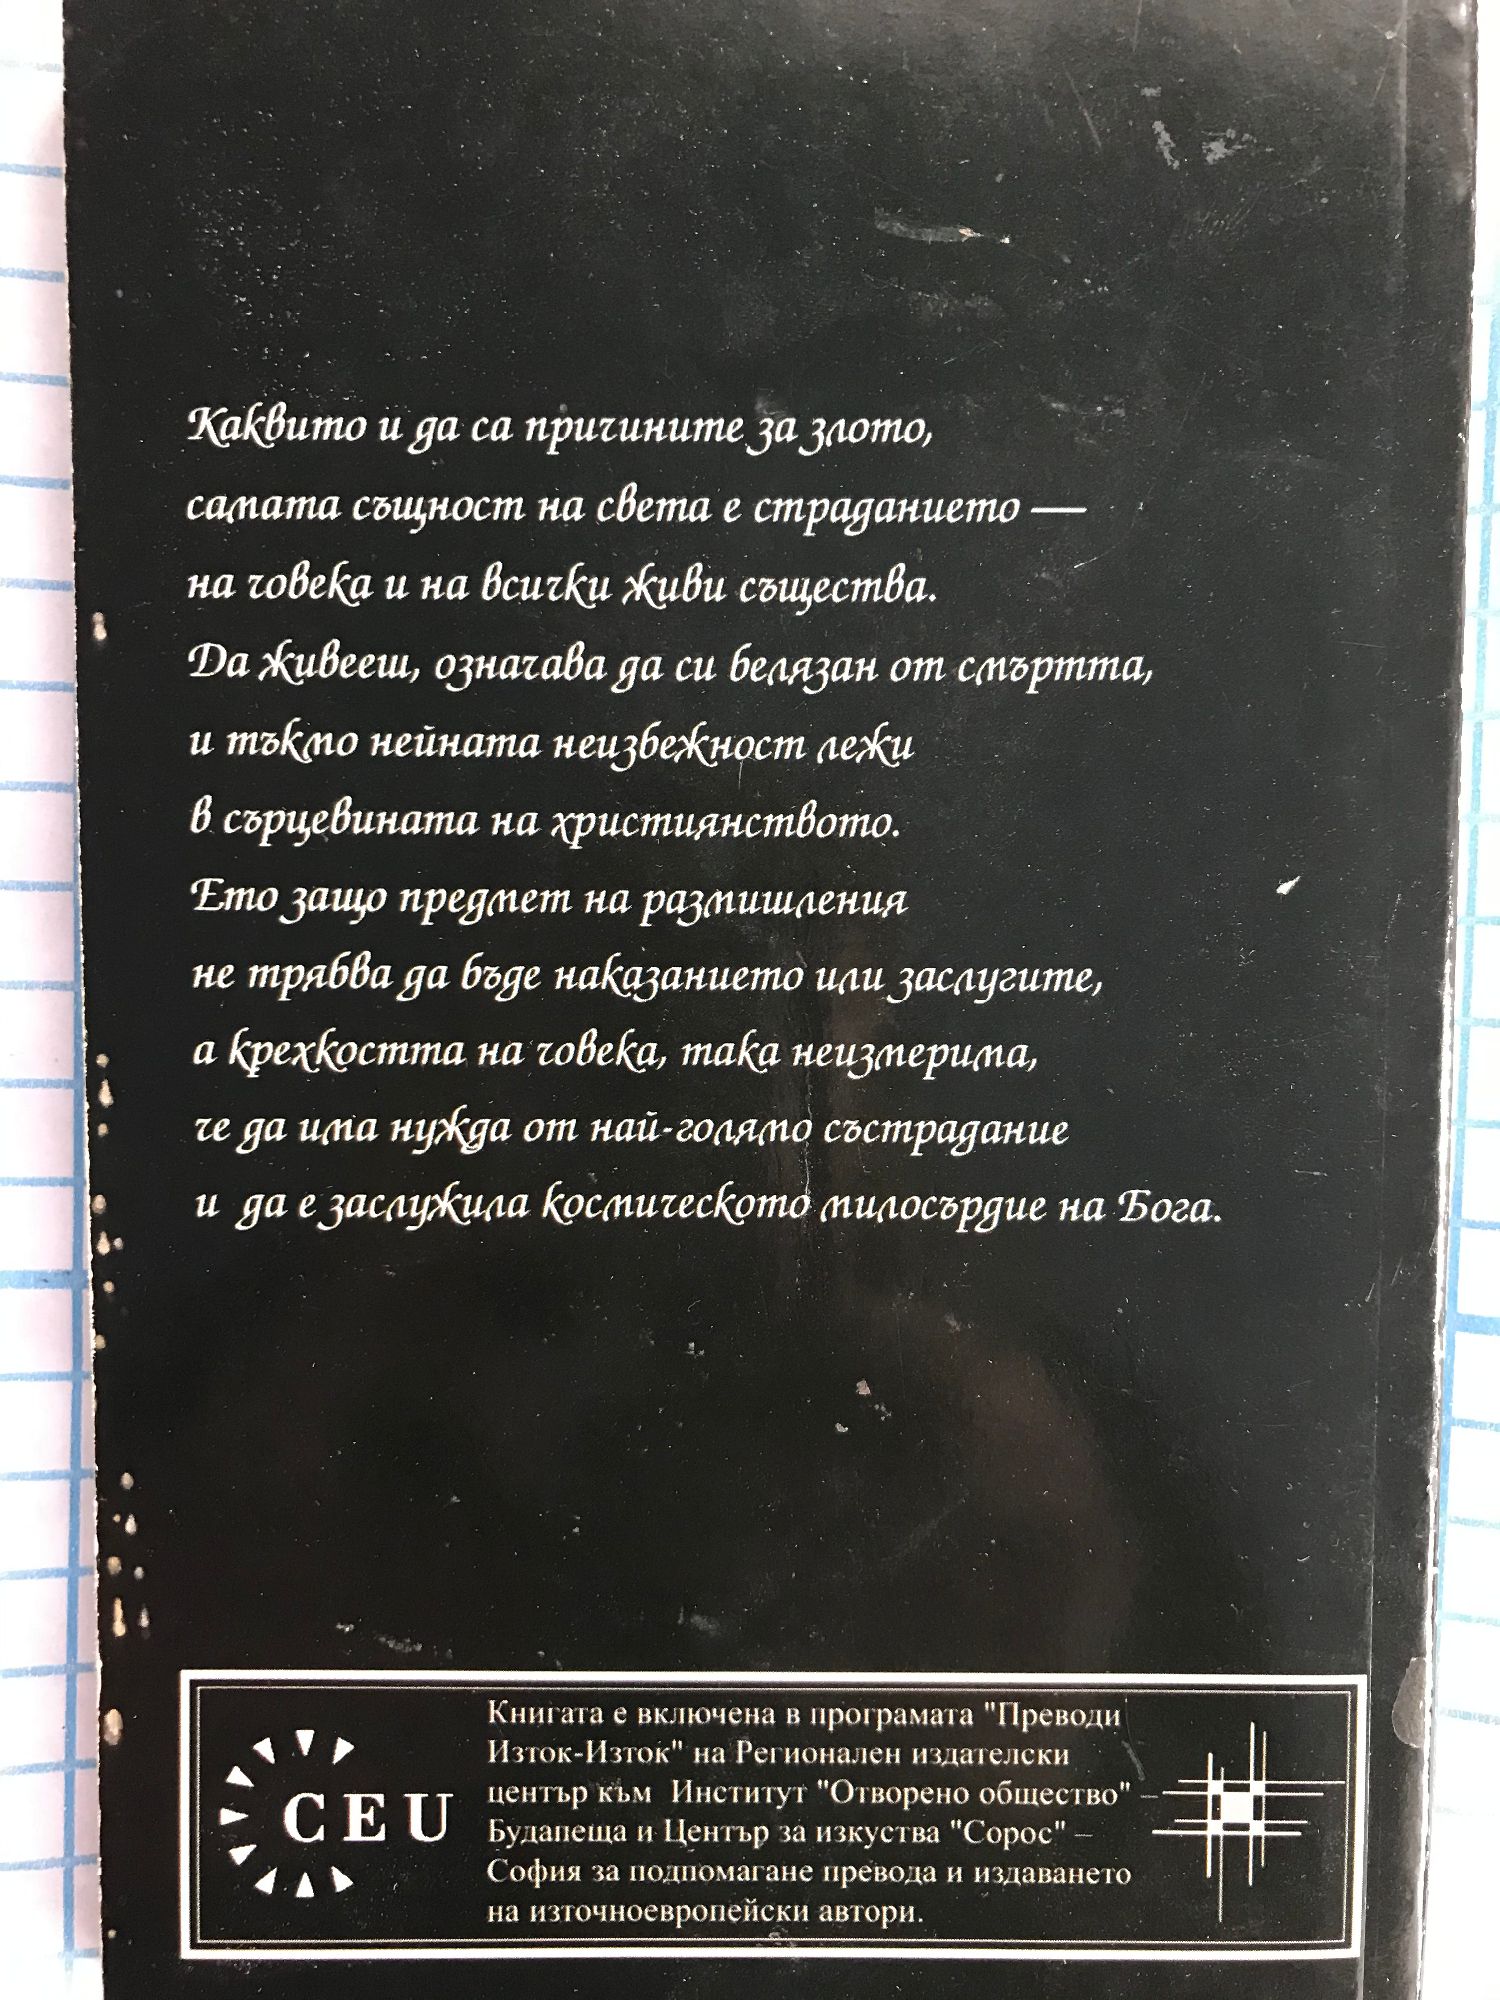 Каквито и да са причините за злото,
самата същност на света е страданието —
на човека и на всички живи същества.
Да живееш, означава да си белязан от смъртта,
и тъкмо нейната неизбежност лежи
в сърцевината на християнството.
Ето защо предмет на размишления
не трябва да бъде наказанието или заслугите,
а крехкостта на човека, така неизмерима,
че да има нужда от най-голямо състрадание
и да е заслужила космическото милосърдие на Бога.
CEU
Книгата е включена в програмата "Преводи
Изток-Изток" на Регионален издателски
център към Институт "Отворено общество" –
Будапеща и Център за изкуства "Сорос" –
София за подпомагане превода и издаването
на източноевропейски автори.